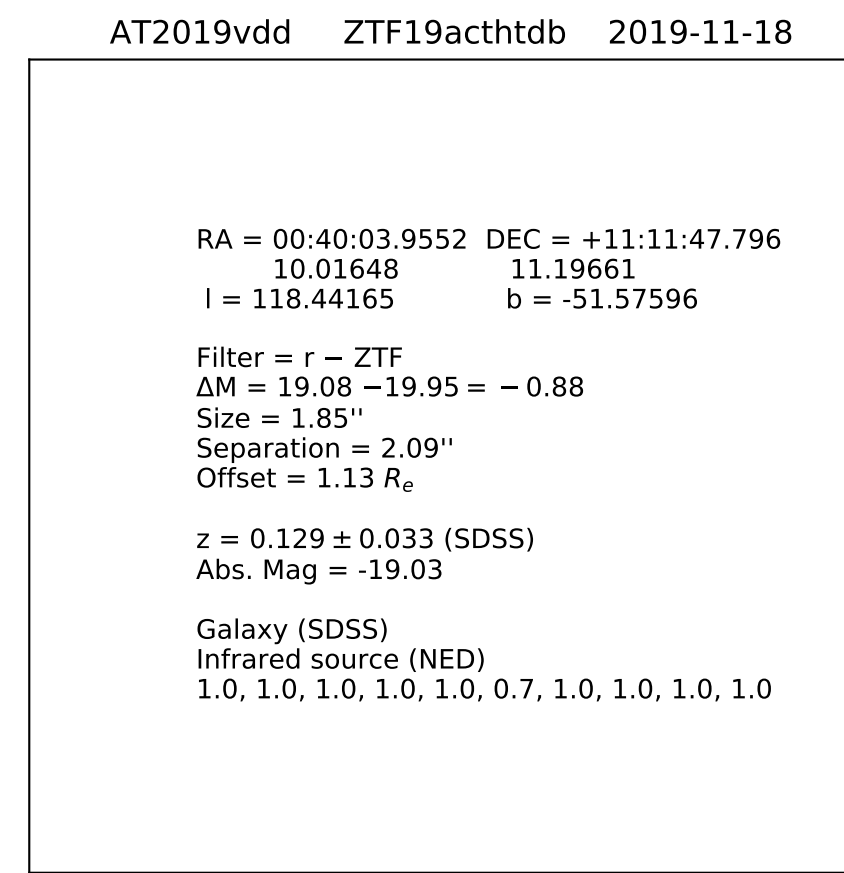 AT2019vdd ZTF19acthtdb 2019-11-18
RA = 00:40:03.9552 DEC = +11:11:47.796
10.01648 11.19661
l = 118.44165 b = -51.57596
Filter = r − ZTF
ΔM = 19.08 −19.95 = − 0.88
Size = 1.85''
Separation = 2.09''
Offset = 1.13 Rₑ
z = 0.129 ± 0.033 (SDSS)
Abs. Mag = -19.03
Galaxy (SDSS)
Infrared source (NED)
1.0, 1.0, 1.0, 1.0, 1.0, 0.7, 1.0, 1.0, 1.0, 1.0